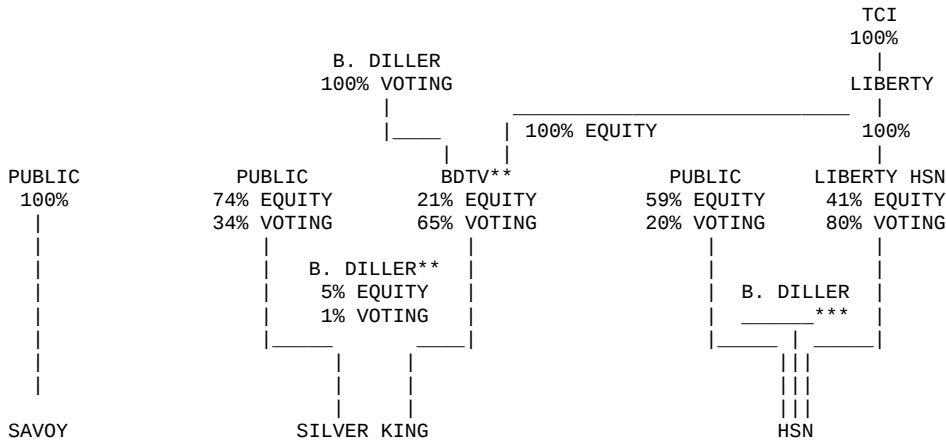 TCI
100%
B. DILLER
100% VOTING LIBERTY
100% EQUITY 100%
PUBLIC PUBLIC BDTV** PUBLIC LIBERTY HSN
100% 74% EQUITY 21% EQUITY 59% EQUITY 41% EQUITY
34% VOTING 65% VOTING 20% VOTING 80% VOTING
B. DILLER**
5% EQUITY B. DILLER
1% VOTING ***
SAVOY SILVER KING HSN